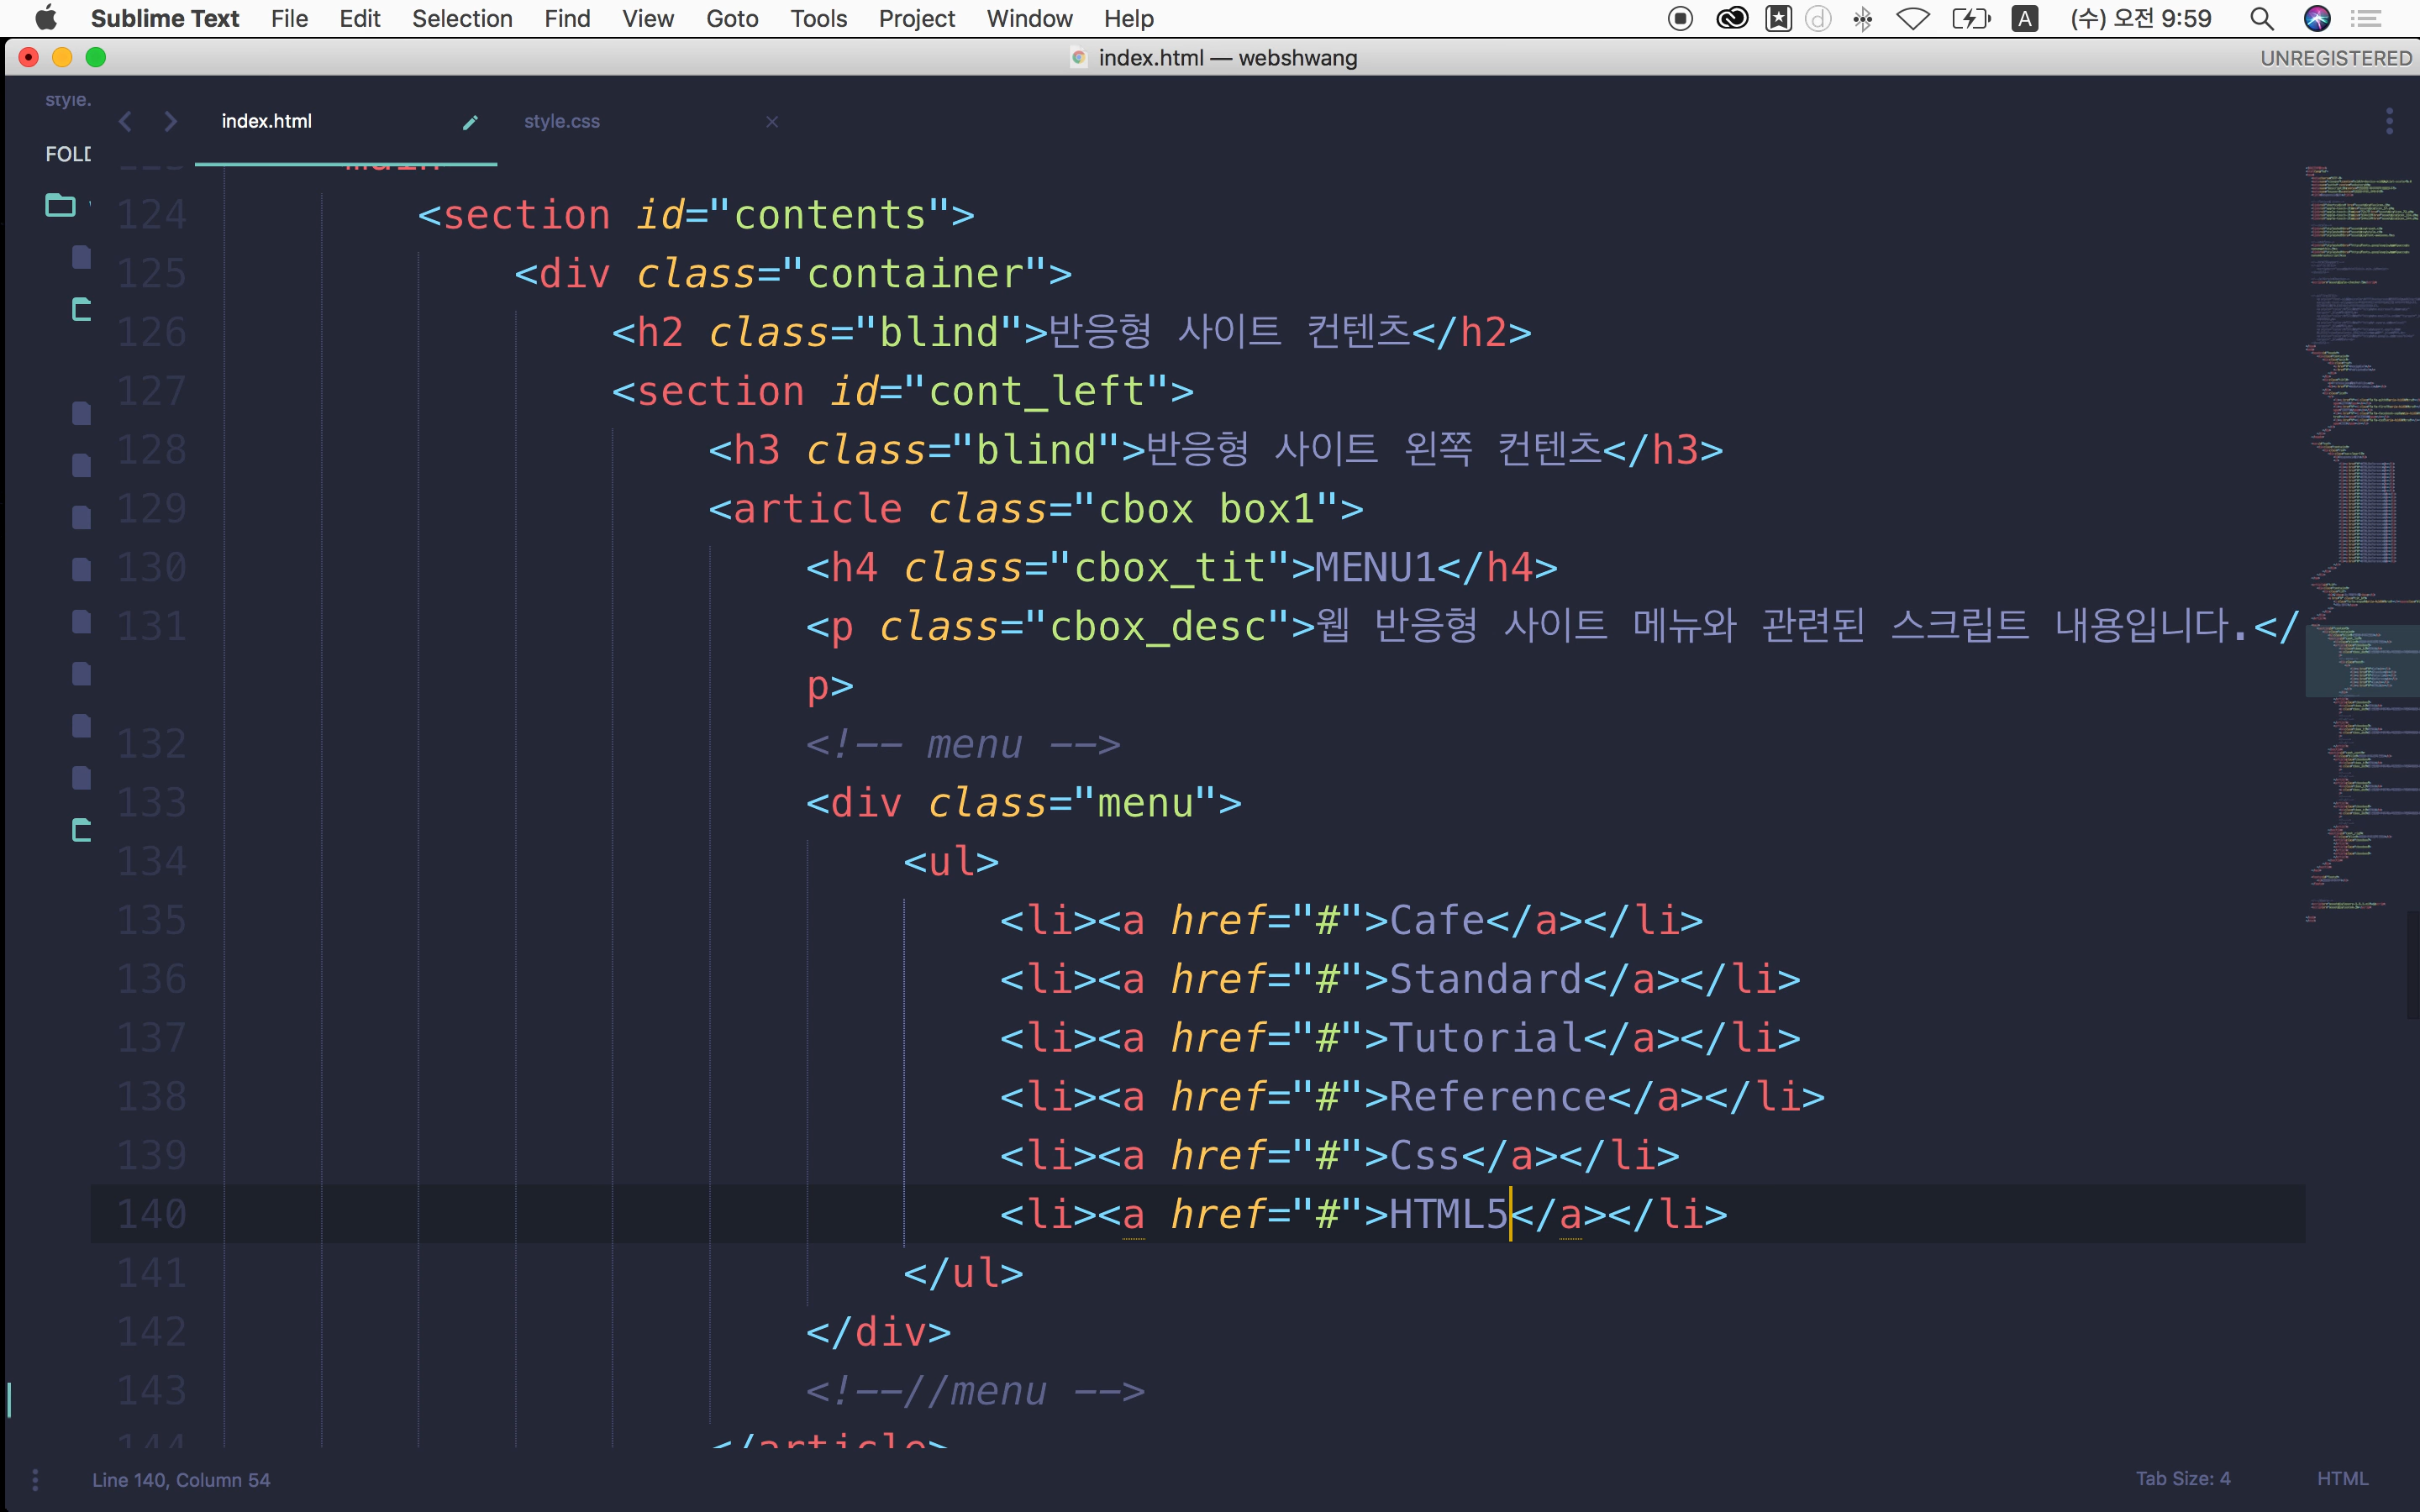 Sublime Text File Edit Selection Find View Goto Tools Project Window Help A (수) 오전 9:59
index.html — webshwang UNREGISTERED
style.
index.html style.css
FOLD
124 <section id="contents">
125 <div class="container">
126 <h2 class="blind">반응형 사이트 컨텐츠</h2>
127 <section id="cont_left">
128 <h3 class="blind">반응형 사이트 왼쪽 컨텐츠</h3>
129 <article class="cbox box1">
130 <h4 class="cbox_tit">MENU1</h4>
131 <p class="cbox_desc">웹 반응형 사이트 메뉴와 관련된 스크립트 내용입니다.</
p>
132 <!-- menu -->
133 <div class="menu">
134 <ul>
135 <li><a href="#">Cafe</a></li>
136 <li><a href="#">Standard</a></li>
137 <li><a href="#">Tutorial</a></li>
138 <li><a href="#">Reference</a></li>
139 <li><a href="#">Css</a></li>
140 <li><a href="#">HTML5</a></li>
141 </ul>
142 </div>
143 <!--//menu -->
144 </article>
Line 140, Column 54 Tab Size: 4 HTML